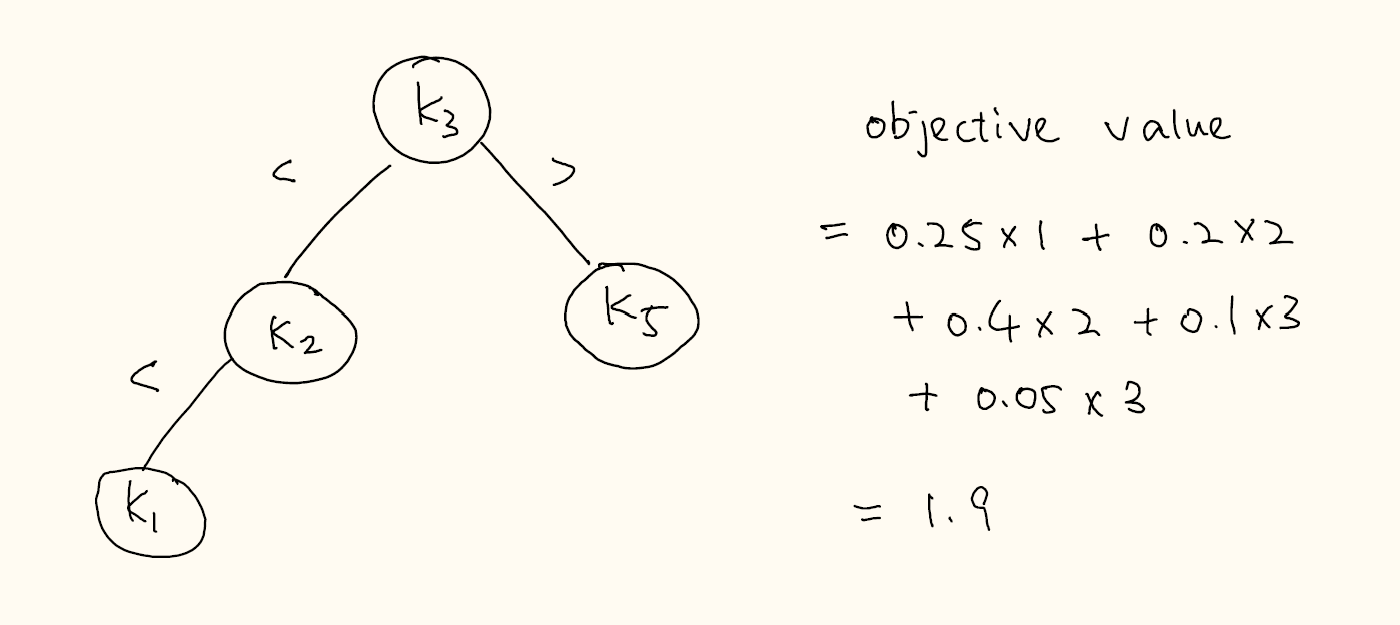 k3
<
>
k2
k5
<
k1
objective value
= 0.25 x 1 + 0.2 x 2
+ 0.4 x 2 + 0.1 x 3
+ 0.05 x 3
= 1.9